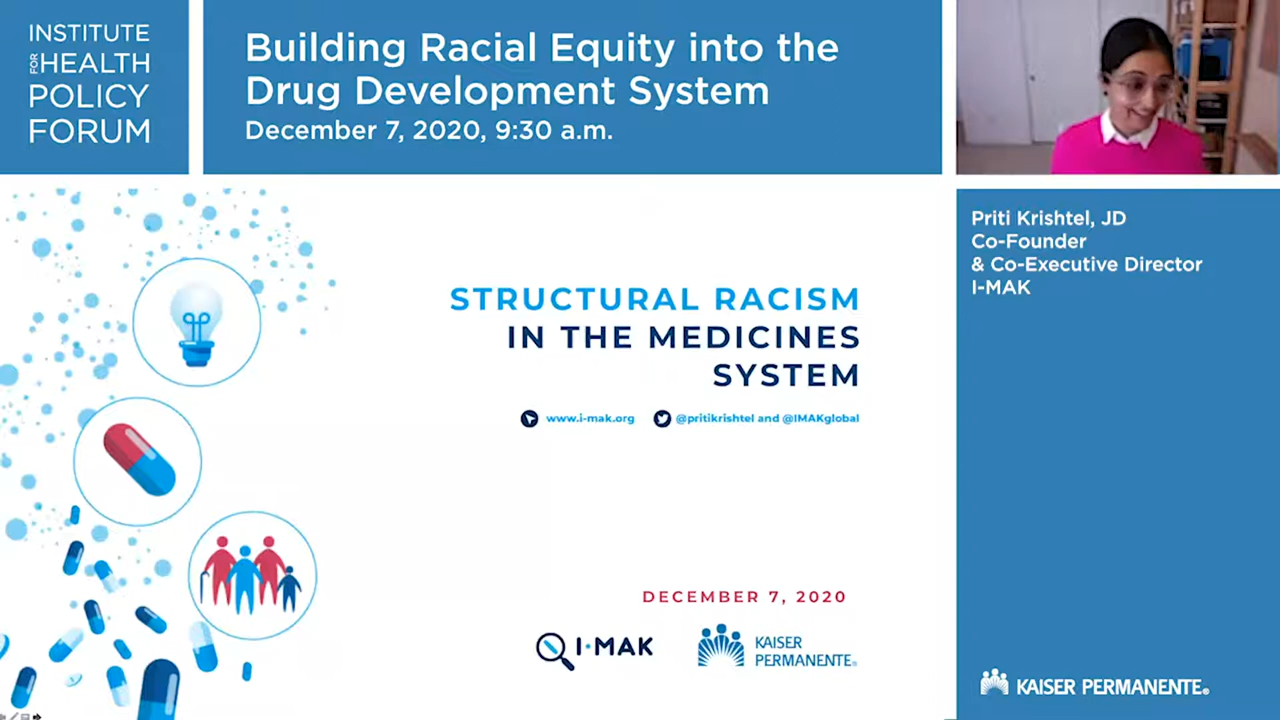 INSTITUTE
FOR HEALTH
POLICY
FORUM
Building Racial Equity into the
Drug Development System
December 7, 2020, 9:30 a.m.
Priti Krishtel, JD
Co-Founder
& Co-Executive Director
I-MAK
STRUCTURAL RACISM
IN THE MEDICINES
SYSTEM
www.i-mak.org @pritikrishtel and @IMAKglobal
DECEMBER 7, 2020
I-MAK
KAISER
PERMANENTE®
KAISER PERMANENTE®